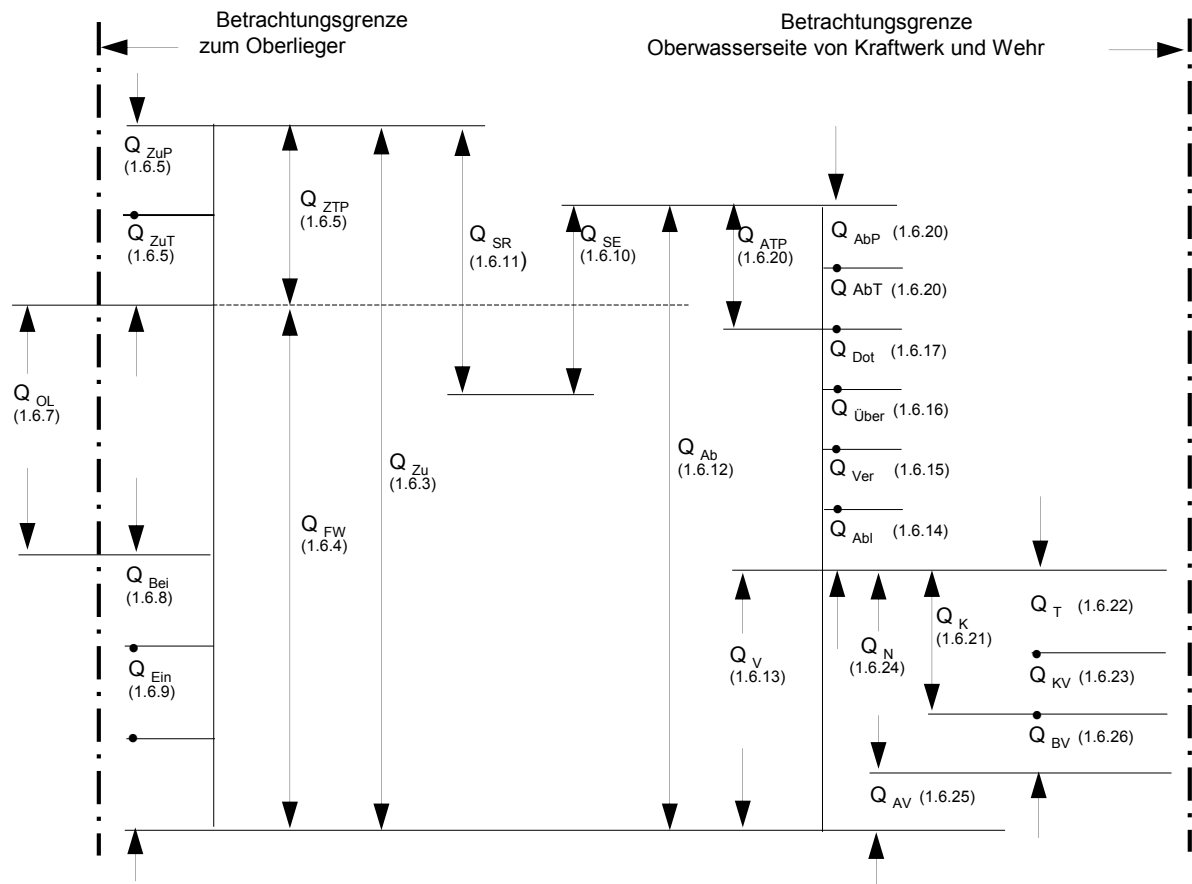 Betrachtungsgrenze
zum Oberlieger
Betrachtungsgrenze
Oberwasserseite von Kraftwerk und Wehr
Q ZuP
(1.6.5)
Q ZuT
(1.6.5)
Q OL
(1.6.7)
Q Bei
(1.6.8)
Q Ein
(1.6.9)
Q ZTP
(1.6.5)
Q FW
(1.6.4)
Q Zu
(1.6.3)
Q SR
(1.6.11)
Q SE
(1.6.10)
Q Ab
(1.6.12)
Q ATP
(1.6.20)
Q AbP (1.6.20)
Q AbT (1.6.20)
Q Dot (1.6.17)
Q Über (1.6.16)
Q Ver (1.6.15)
Q Abl (1.6.14)
Q V
(1.6.13)
Q N
(1.6.24)
Q K
(1.6.21)
Q T (1.6.22)
Q KV (1.6.23)
Q BV (1.6.26)
Q AV (1.6.25)